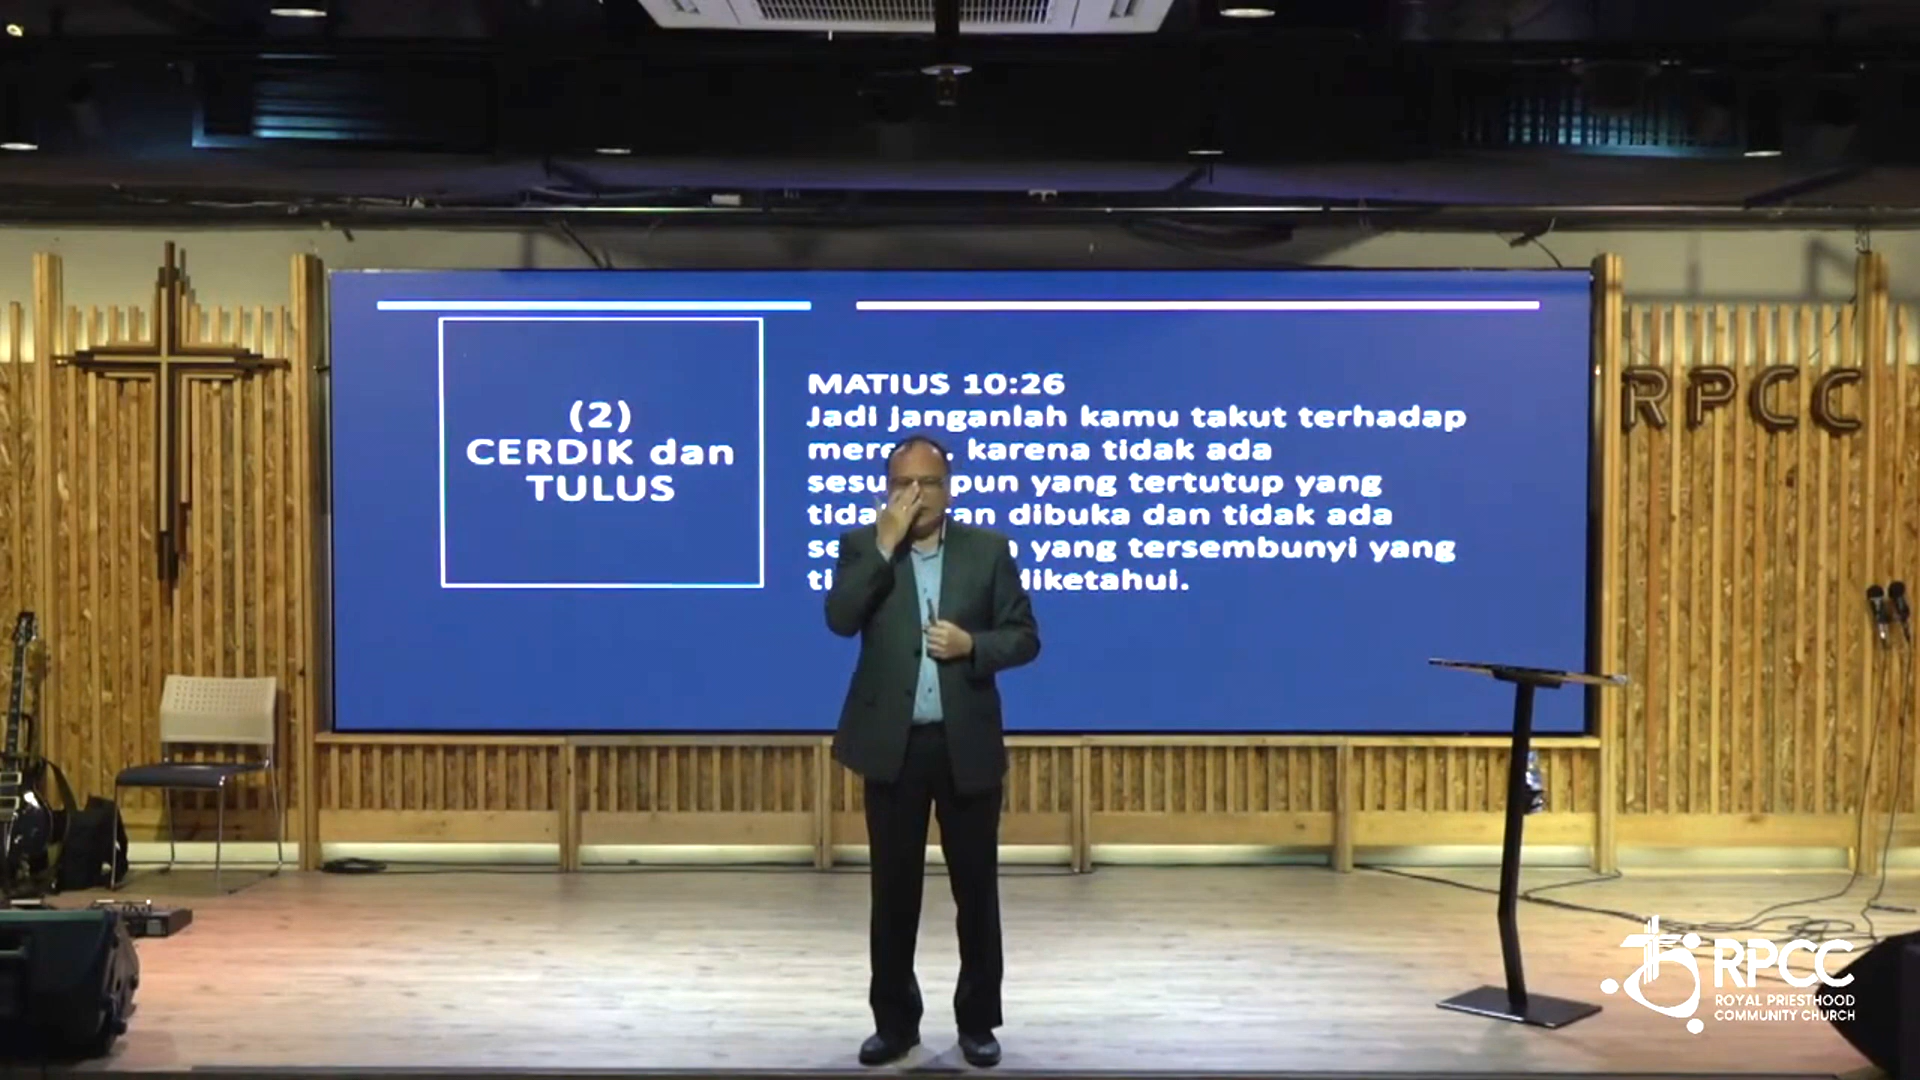 (2)
CERDIK dan
TULUS
MATIUS 10:26
Jadi janganlah kamu takut terhadap
karena tidak ada
yang tertutup yang
dibuka dan tidak ada
yang tersembunyi yang
diketahui.
RPCC
RPCC
ROYAL PRIESTHOOD
COMMUNITY CHURCH